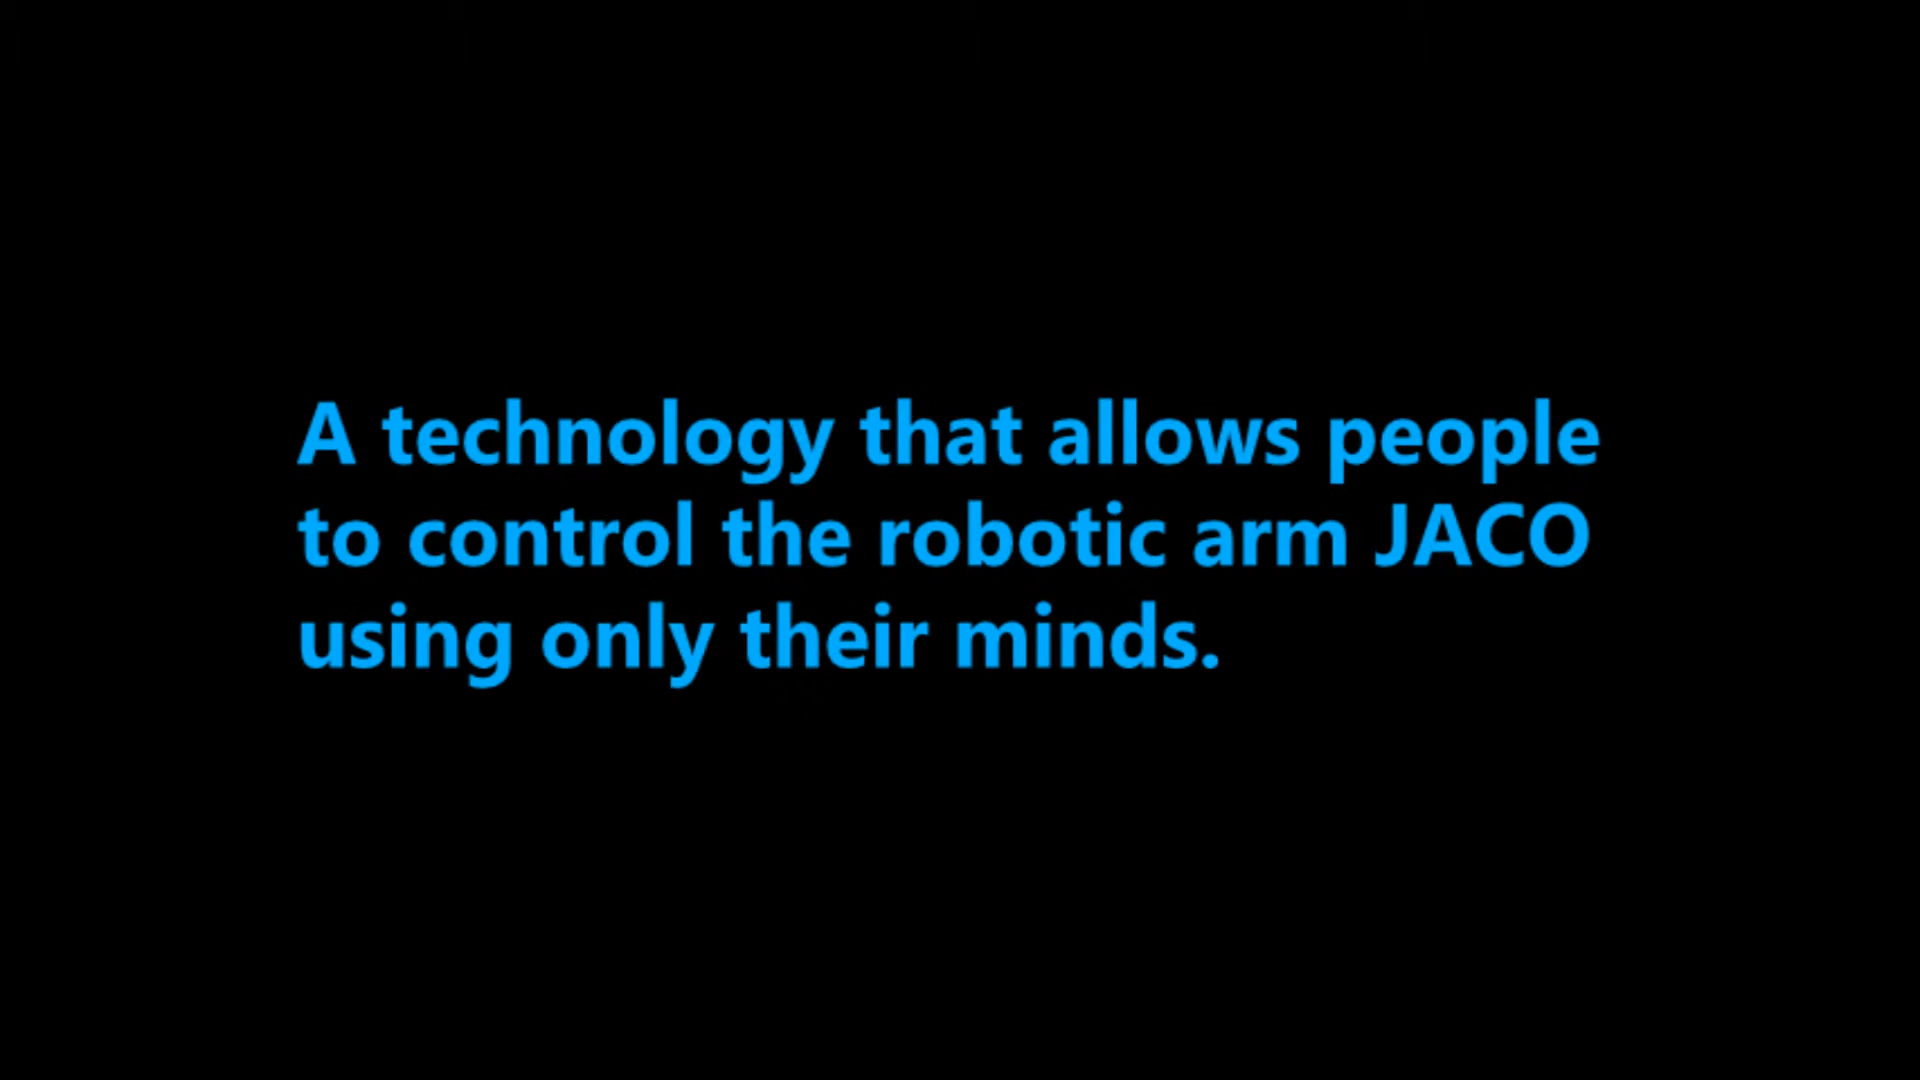 A technology that allows people
to control the robotic arm JACO
using only their minds.